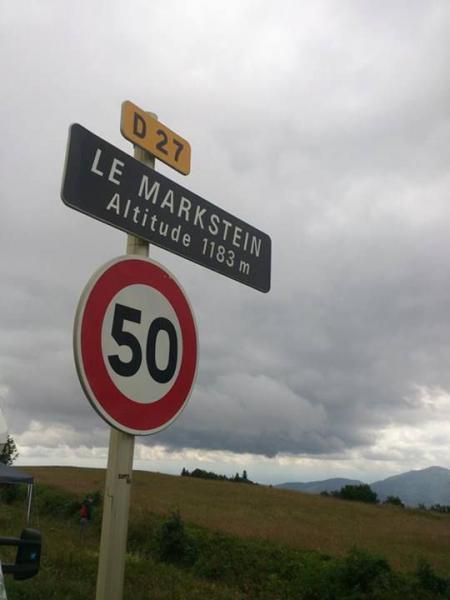 D 27
LE MARKSTEIN
Altitude 1183 m
50